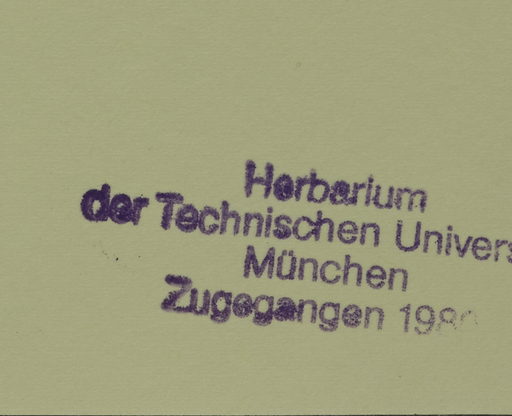 Herbarium
der Technischen Univers
München
Zugegangen